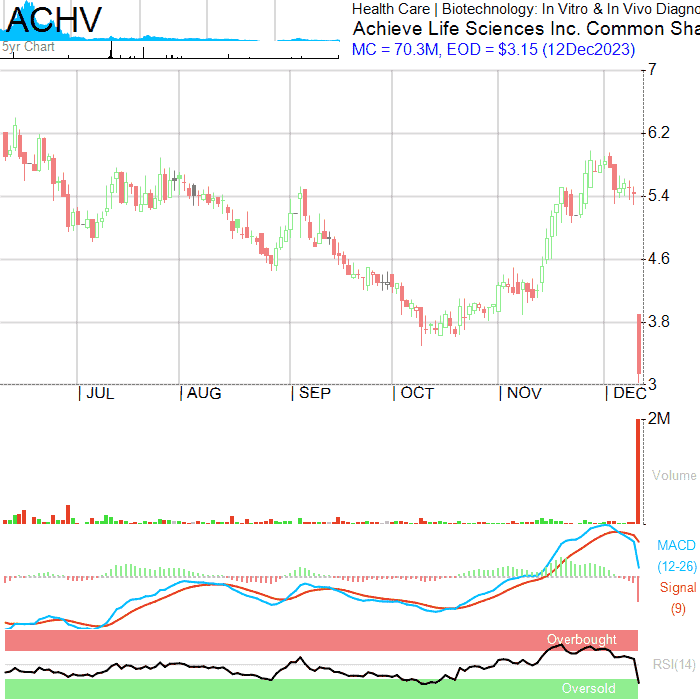 ACHV
5yr Chart
Health Care | Biotechnology: In Vitro & In Vivo Diagno
Achieve Life Sciences Inc. Common Sha
MC = 70.3M, EOD = $3.15 (12Dec2023)
7
6.2
5.4
4.6
3.8
3
JUL AUG SEP OCT NOV DEC
2M
Volume
MACD
(12-26)
Signal
(9)
Overbought
RSI(14)
Oversold